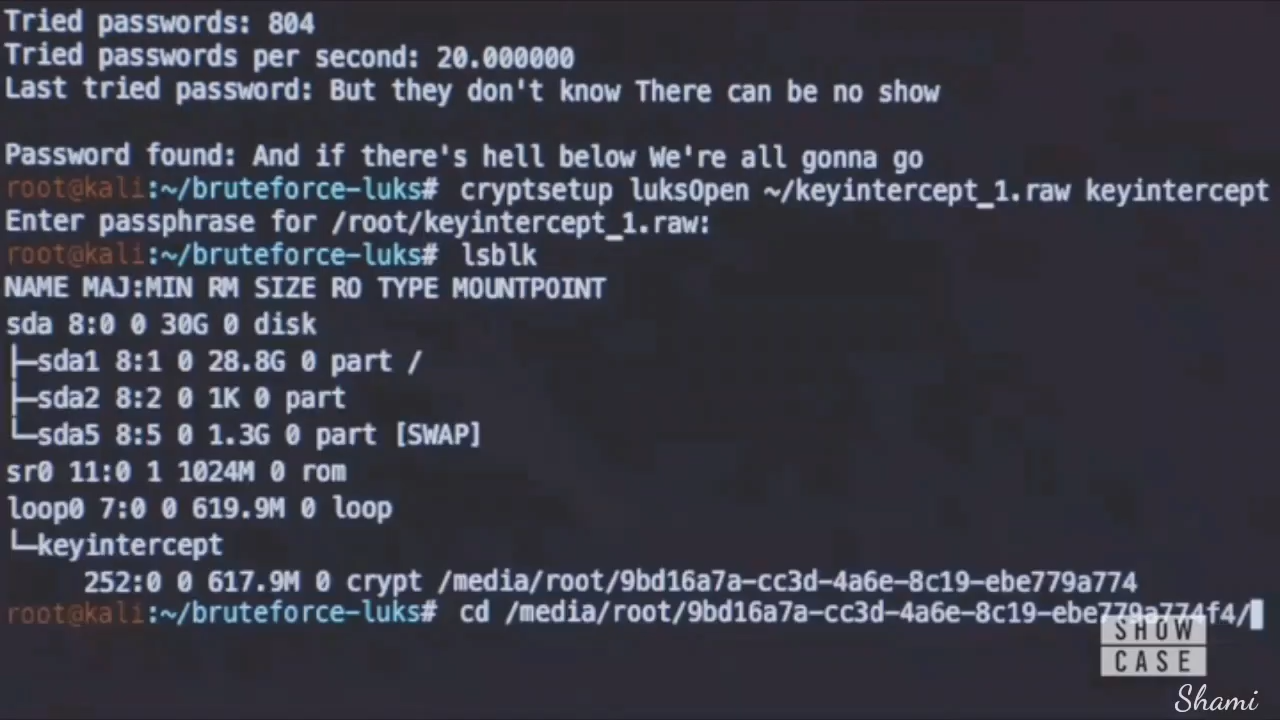 Tried passwords: 804
Tried passwords per second: 20.000000
Last tried password: But they don't know There can be no show
Password found: And if there's hell below We're all gonna go
root@kali:~/bruteforce-luks# cryptsetup luksOpen ~/keyintercept_1.raw keyintercept
Enter passphrase for /root/keyintercept_1.raw:
root@kali:~/bruteforce-luks# lsblk
NAME MAJ:MIN RM SIZE RO TYPE MOUNTPOINT
sda 8:0 0 30G 0 disk
├─sda1 8:1 0 28.8G 0 part /
├─sda2 8:2 0 1K 0 part
└─sda5 8:5 0 1.3G 0 part [SWAP]
sr0 11:0 1 1024M 0 rom
loop0 7:0 0 619.9M 0 loop
└─keyintercept
252:0 0 617.9M 0 crypt /media/root/9bd16a7a-cc3d-4a6e-8c19-ebe779a774
root@kali:~/bruteforce-luks# cd /media/root/9bd16a7a-cc3d-4a6e-8c19-ebe779a774f4/
SHOW
CASE
Shami